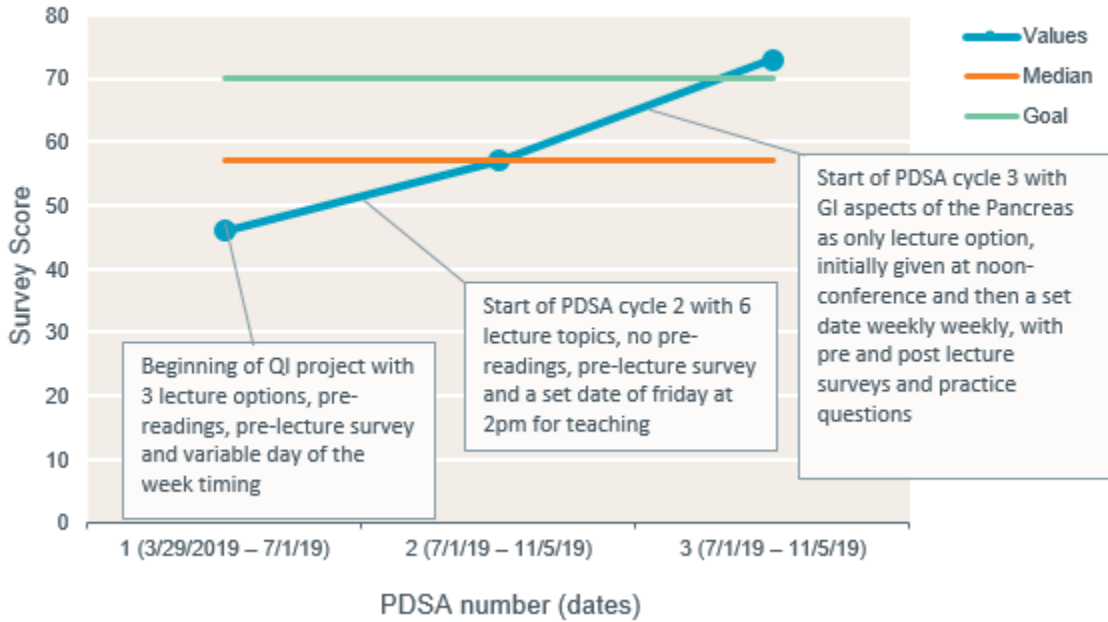 80
70
60
50
40
30
20
10
0
Survey Score
Values
Median
Goal
Beginning of QI project with
3 lecture options, pre-
readings, pre-lecture survey
and variable day of the
week timing
Start of PDSA cycle 2 with 6
lecture topics, no pre-
readings, pre-lecture survey
and a set date of friday at
2pm for teaching
Start of PDSA cycle 3 with
GI aspects of the Pancreas
as only lecture option,
initially given at noon-
conference and then a set
date weekly weekly, with
pre and post lecture
surveys and practice
questions
1 (3/29/2019 – 7/1/19)
2 (7/1/19 – 11/5/19)
3 (7/1/19 – 11/5/19)
PDSA number (dates)